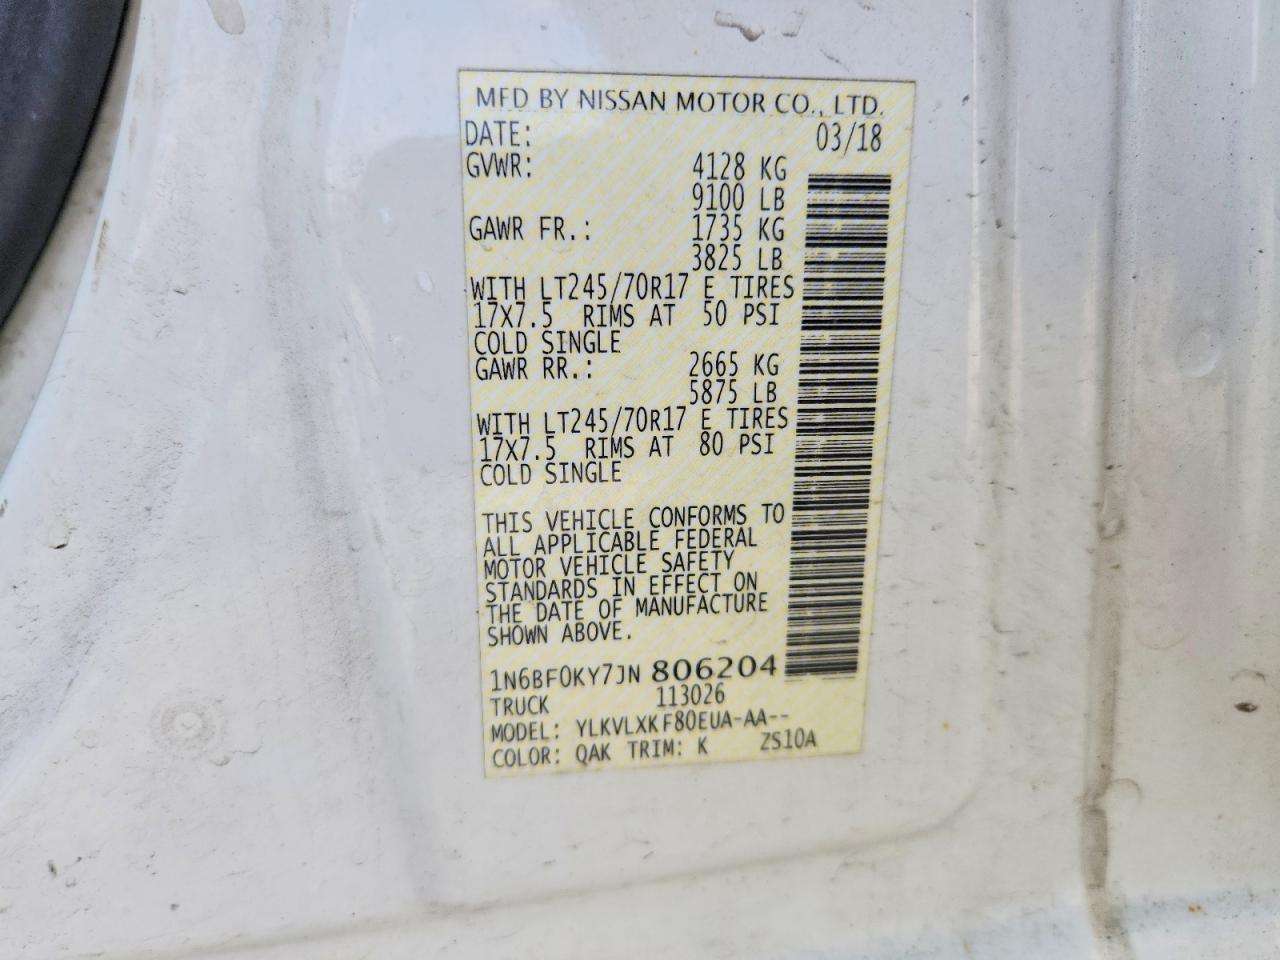 MFD BY NISSAN MOTOR CO., LTD.
DATE: 03/18
GVWR: 4128 KG
9100 LB
GAWR FR.: 1735 KG
3825 LB
WITH LT245/70R17 E TIRES
17X7.5 RIMS AT 50 PSI
COLD SINGLE
GAWR RR.: 2665 KG
5875 LB
WITH LT245/70R17 E TIRES
17X7.5 RIMS AT 80 PSI
COLD SINGLE
THIS VEHICLE CONFORMS TO
ALL APPLICABLE FEDERAL
MOTOR VEHICLE SAFETY
STANDARDS IN EFFECT ON
THE DATE OF MANUFACTURE
SHOWN ABOVE.
1N6BF0KY7JN 806204
TRUCK 113026
MODEL: YLKVLXKF80EUA-AA--
COLOR: QAK TRIM: K ZS10A